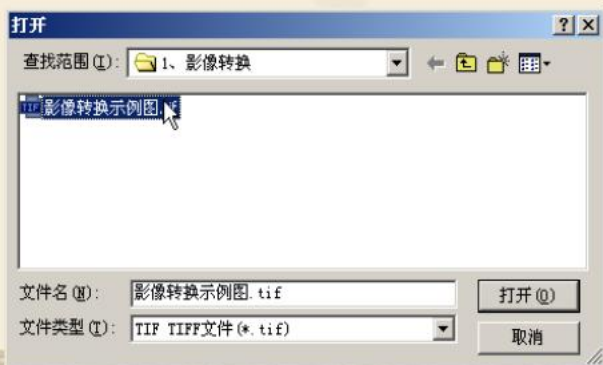 打开
查找范围(I): 1、影像转换
影像转换示例图.tif
文件名(N): 影像转换示例图.tif
打开(O)
文件类型(T): TIF TIFF文件(*.tif)
取消